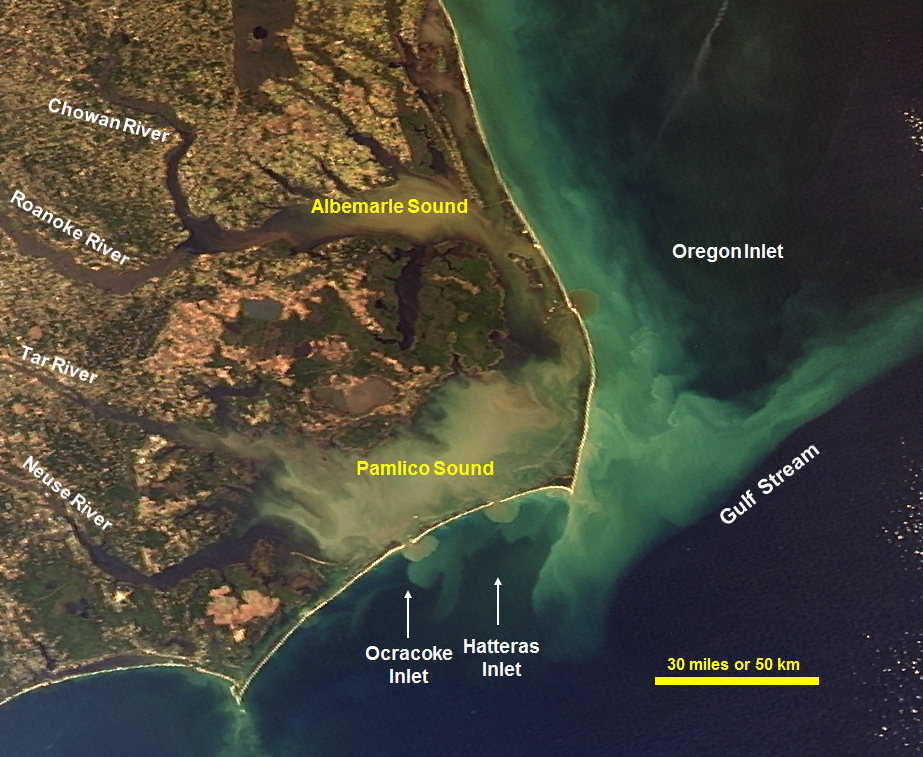 Chowan River
Roanoke River
Albemarle Sound
Oregon Inlet
Tar River
Pamlico Sound
Neuse River
Gulf Stream
Ocracoke
Inlet
Hatteras
Inlet
30 miles or 50 km